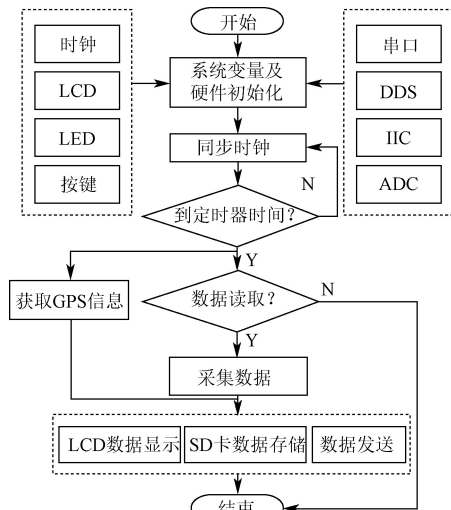 开始
时钟
LCD
LED
按键
系统变量及
硬件初始化
串口
DDS
IIC
ADC
同步时钟
N
到定时器时间?
Y
获取GPS信息
数据读取?
N
Y
采集数据
LCD数据显示
SD卡数据存储
数据发送
结束